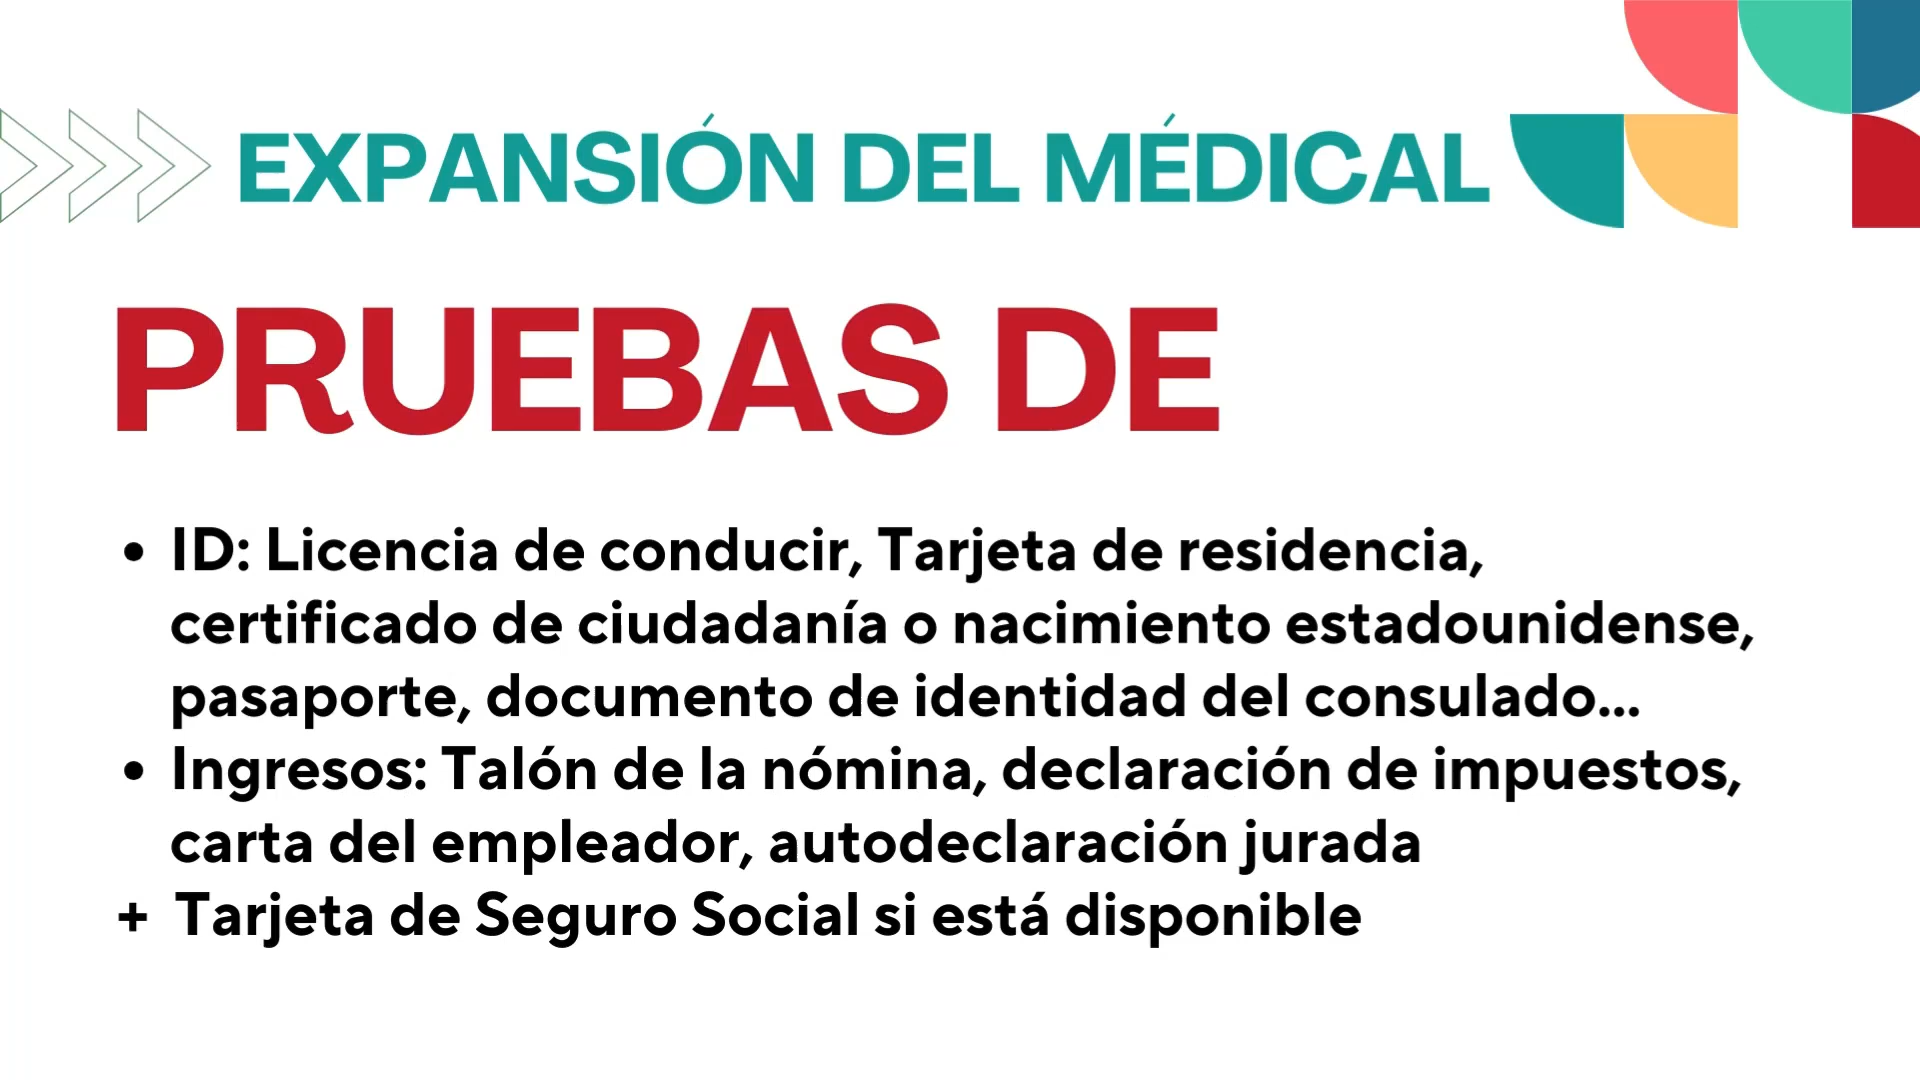 EXPANSIÓN DEL MÉDICAL
PRUEBAS DE
• ID: Licencia de conducir, Tarjeta de residencia,
certificado de ciudadanía o nacimiento estadounidense,
pasaporte, documento de identidad del consulado...
• Ingresos: Talón de la nómina, declaración de impuestos,
carta del empleador, autodeclaración jurada
+ Tarjeta de Seguro Social si está disponible